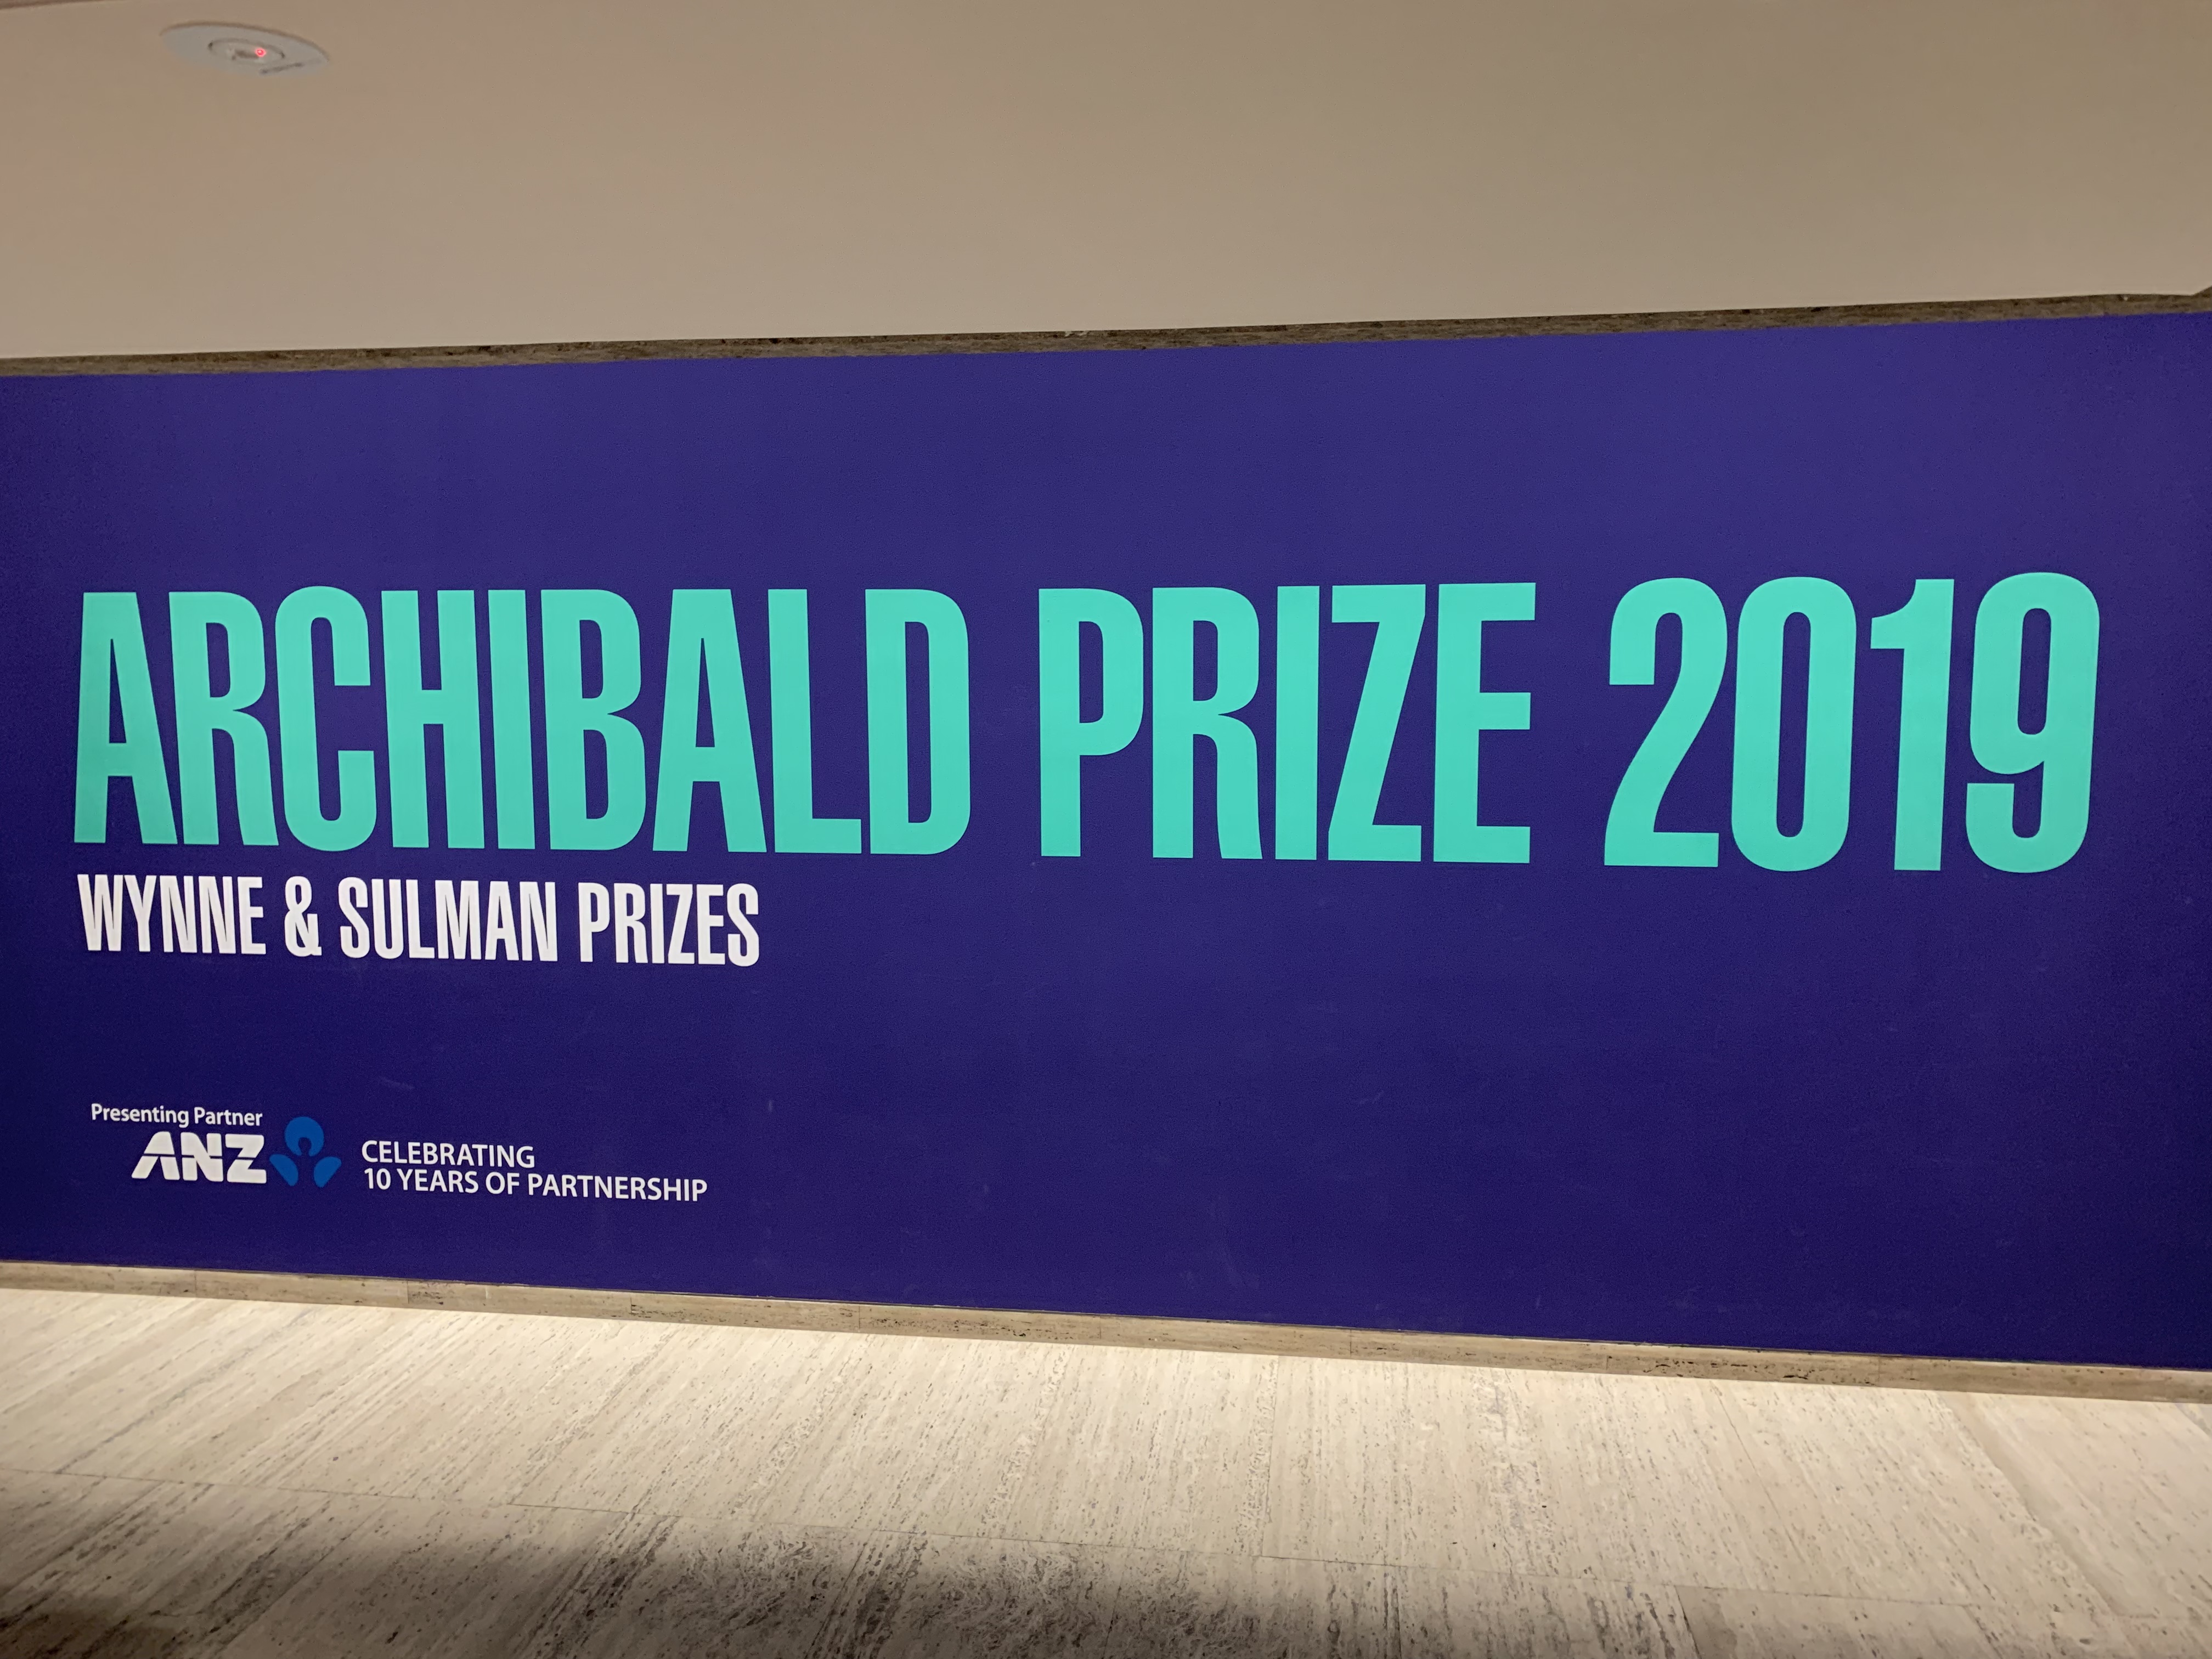 ARCHIBALD PRIZE 2019
WYNNE & SULMAN PRIZES
Presenting Partner
ANZ
CELEBRATING
10 YEARS OF PARTNERSHIP